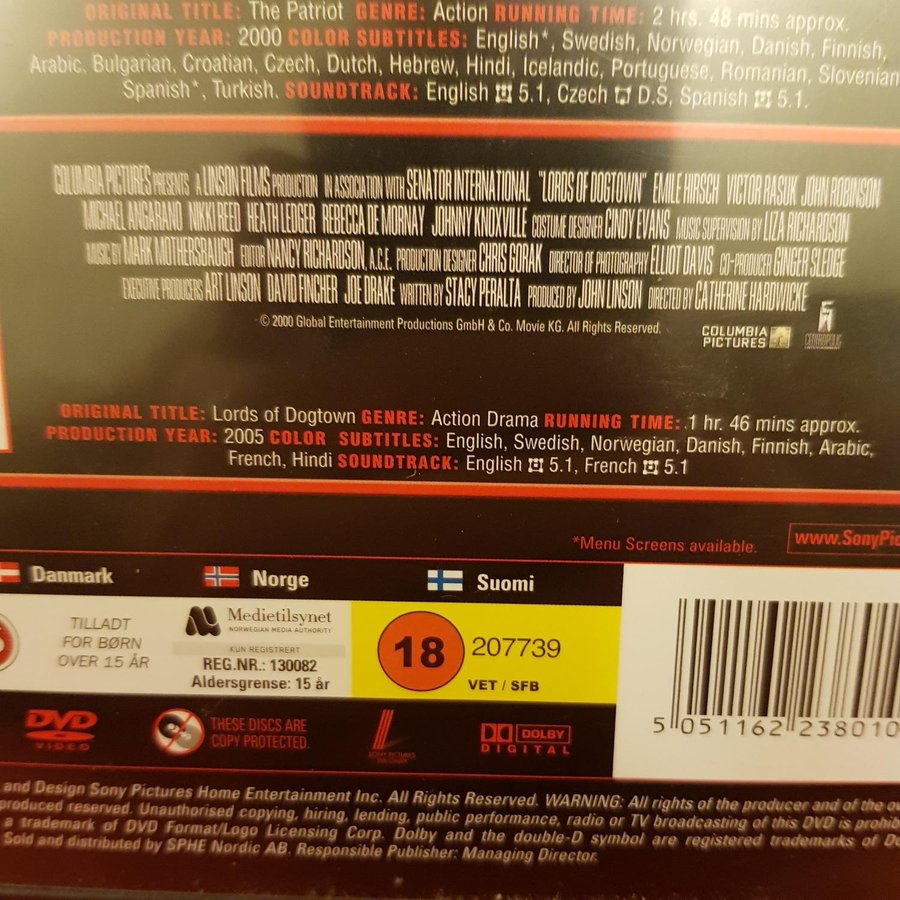 ORIGINAL TITLE: The Patriot GENRE: Action RUNNING TIME: 2 hrs. 48 mins approx.
PRODUCTION YEAR: 2000 COLOR SUBTITLES: English*, Swedish, Norwegian, Danish, Finnish,
Arabic, Bulgarian, Croatian, Czech, Dutch, Hebrew, Hindi, Icelandic, Portuguese, Romanian, Slovenian
Spanish*, Turkish. SOUNDTRACK: English 5.1, Czech D.S, Spanish 5.1.
COLUMBIA PICTURES PRESENTS A LINSON FILMS PRODUCTION IN ASSOCIATION WITH SENATOR INTERNATIONAL "LORDS OF DOGTOWN" EMILE HIRSCH VICTOR RASUK JOHN ROBINSON
MICHAEL ANGARANO NIKKI REED HEATH LEDGER REBECCA DE MORNAY JOHNNY KNOXVILLE COSTUME DESIGNER CINDY EVANS MUSIC SUPERVISION BY LIZA RICHARDSON
MUSIC BY MARK MOTHERSBAUGH EDITOR NANCY RICHARDSON, A.C.E. PRODUCTION DESIGNER CHRIS GORAK DIRECTOR OF PHOTOGRAPHY ELLIOT DAVIS CO-PRODUCER GINGER SLEDGE
EXECUTIVE PRODUCERS ART LINSON DAVID FINCHER JOE DRAKE WRITTEN BY STACY PERALTA PRODUCED BY JOHN LINSON DIRECTED BY CATHERINE HARDWICKE
© 2000 Global Entertainment Productions GmbH & Co. Movie KG. All Rights Reserved.
COLUMBIA PICTURES
CENTROPOLIS ENTERTAINMENT
ORIGINAL TITLE: Lords of Dogtown GENRE: Action Drama RUNNING TIME: 1 hr. 46 mins approx.
PRODUCTION YEAR: 2005 COLOR SUBTITLES: English, Swedish, Norwegian, Danish, Finnish, Arabic,
French, Hindi SOUNDTRACK: English 5.1, French 5.1
*Menu Screens available.
www.SonyPic
Danmark Norge Suomi
TILLADT
FOR BØRN
OVER 15 ÅR
Medietilsynet
NORWEGIAN MEDIA AUTHORITY
KUN REGISTRERT
REG.NR.: 130082
Aldersgrense: 15 år
18 207739
VET / SFB
5 051162 238010
DVD
VIDEO
THESE DISCS ARE
COPY PROTECTED.
SONY PICTURES
DOLBY
DIGITAL
and Design Sony Pictures Home Entertainment Inc. All Rights Reserved. WARNING: All rights of the producer and of the ow
produced reserved. Unauthorised copying, hiring, lending, public performance, radio or TV broadcasting of this DVD is prohib
a trademark of DVD Format/Logo Licensing Corp. Dolby and the double-D symbol are registered trademarks of Do
Sold and distributed by SPHE Nordic AB. Responsible Publisher: Managing Director.